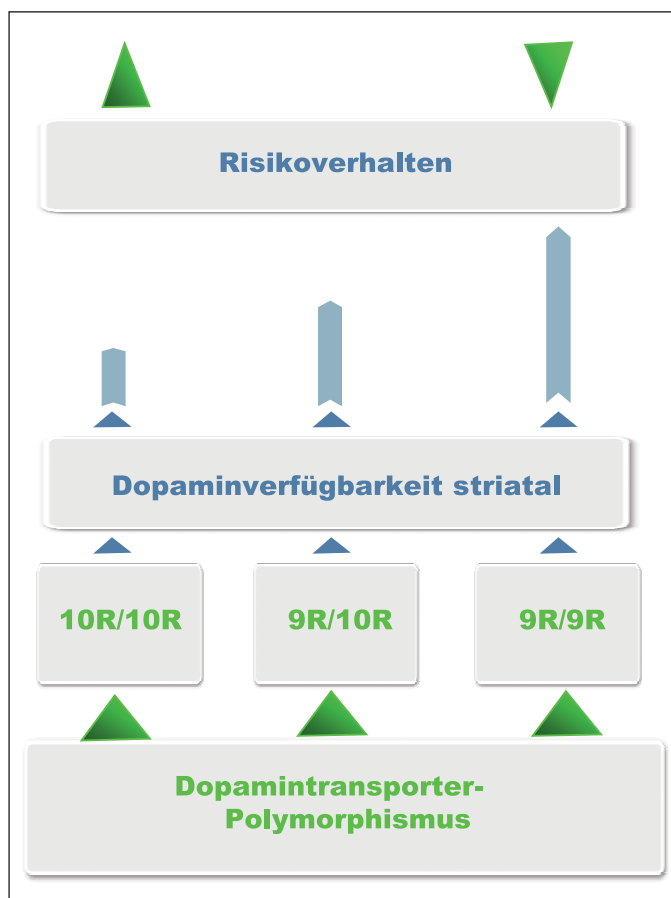 Risikoverhalten
Dopaminverfügbarkeit striatal
10R/10R
9R/10R
9R/9R
Dopamintransporter-
Polymorphismus